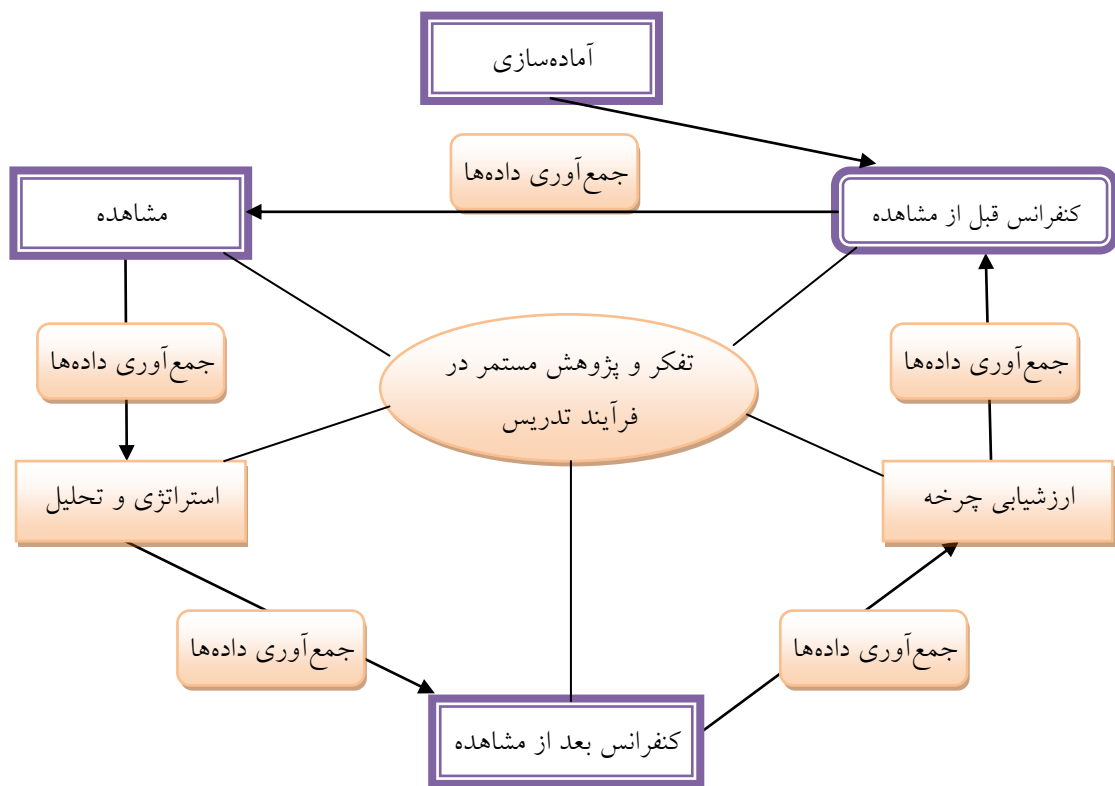 آماده‌سازی
جمع‌آوری داده‌ها
کنفرانس قبل از مشاهده
مشاهده
جمع‌آوری داده‌ها
جمع‌آوری داده‌ها
تفکر و پژوهش مستمر در
فرآیند تدریس
ارزشیابی چرخه
استراتژی و تحلیل
جمع‌آوری داده‌ها
جمع‌آوری داده‌ها
کنفرانس بعد از مشاهده